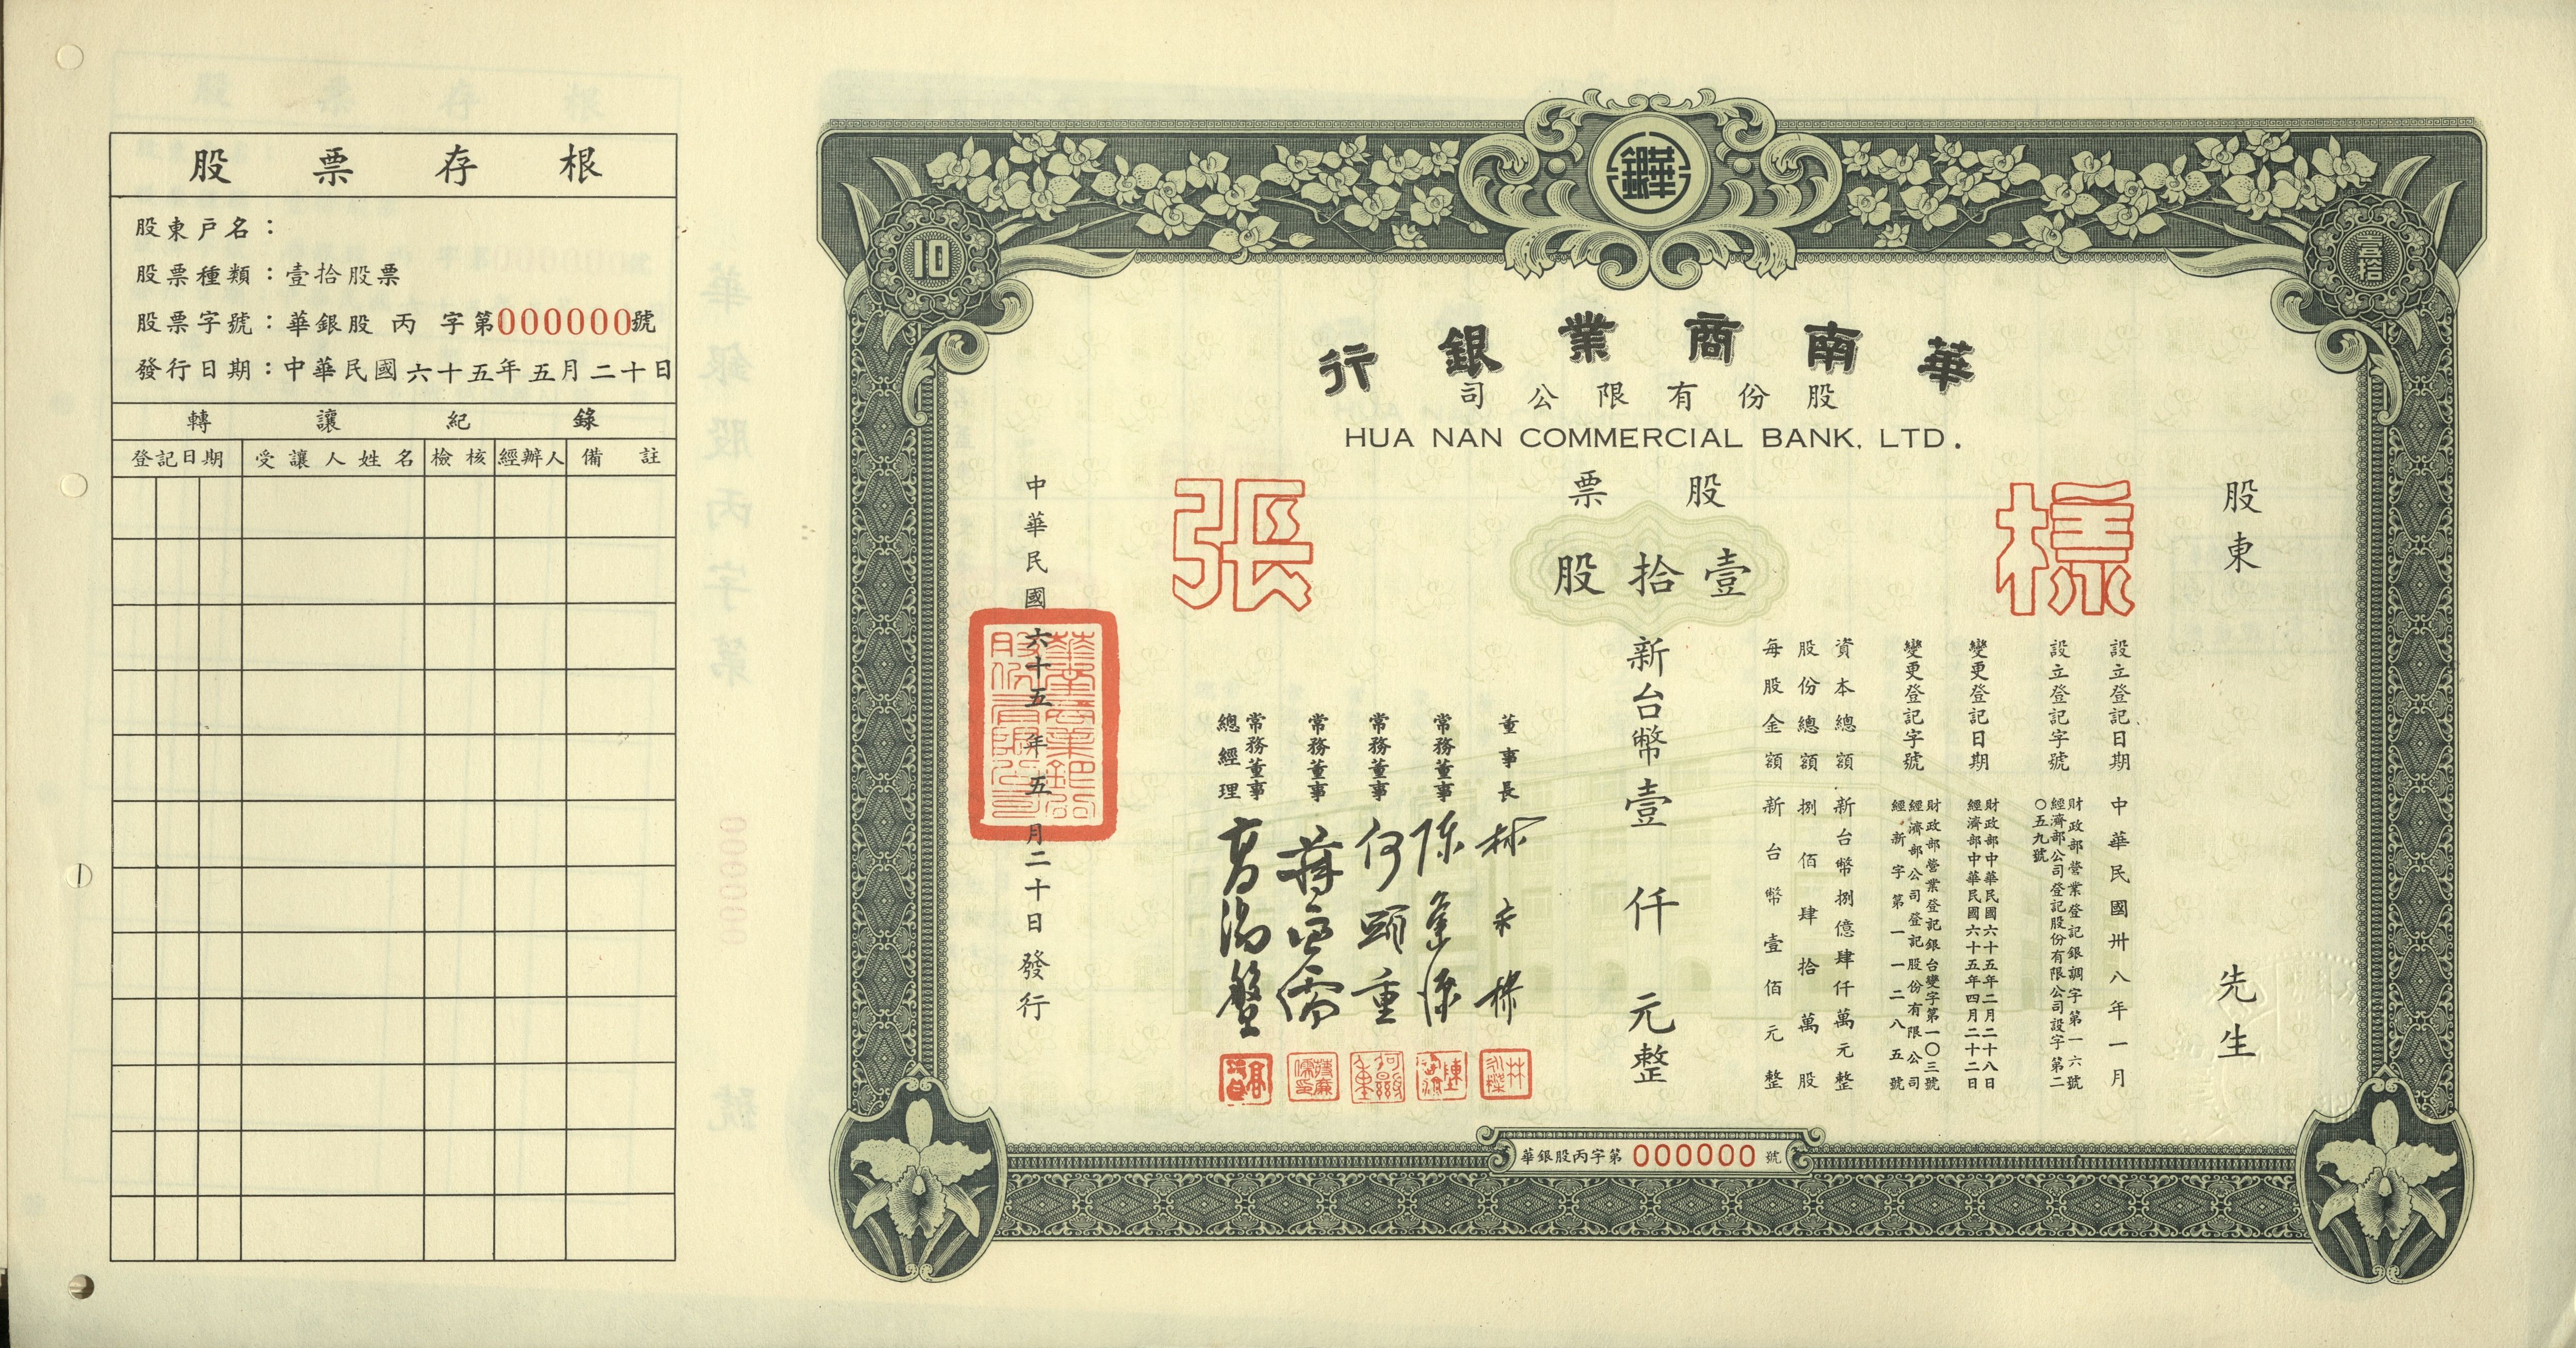 股票存根
股東戶名：
股票種類：壹拾股票
股票字號：華銀股 丙 字第000000號
發行日期：中華民國六十五年五月二十日
轉讓紀錄
登記日期 受讓人姓名 檢核 經辦人 備註
10
壹拾
華南商業銀行
股份有限公司
HUA NAN COMMERCIAL BANK, LTD.
股票
樣張
壹拾股
股東
先生
設立登記日期 中華民國卅八年一月
設立登記字號 財政部營業登記銀調字第一六號
經濟部公司登記股份有限公司設字第二
〇五九號
變更登記日期 財政部中華民國六十五年二月二十八日
經濟部中華民國六十五年四月二十二日
變更登記字號 財政部營業登記銀台變字第一〇三號
經濟部公司登記股份有限公司
經新字第一一二八五號
資本總額 新台幣捌億肆仟萬元整
股份總額 捌佰肆拾萬股
每股金額 新台幣壹佰元整
新台幣壹仟元整
董事長
常務董事
常務董事 何顯重
常務董事
常務董事
總經理
中華民國六十五年五月二十日發行
華銀股丙字第000000號